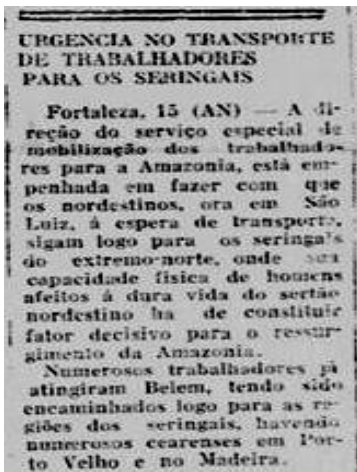 URGENCIA NO TRANSPORTE
DE TRABALHADORES
PARA OS SERINGAIS
Fortaleza, 15 (AN) — A di-
reção do serviço especial de
mobilização dos trabalhado-
res para a Amazonia, está em-
penhada em fazer com que
os nordestinos, ora em São
Luiz, á espera de transporte,
sigam logo para os seringais
do extremo-norte, onde sua
capacidade fisica de homens
afeitos á dura vida do sertão
nordestino ha de constituir
fator decisivo para o ressur-
gimento da Amazonia.
Numerosos trabalhadores já
atingiram Belem, tendo sido
encaminhados logo para as re-
giões dos seringais, havendo
numerosos cearenses em Por-
to Velho e no Madeira.